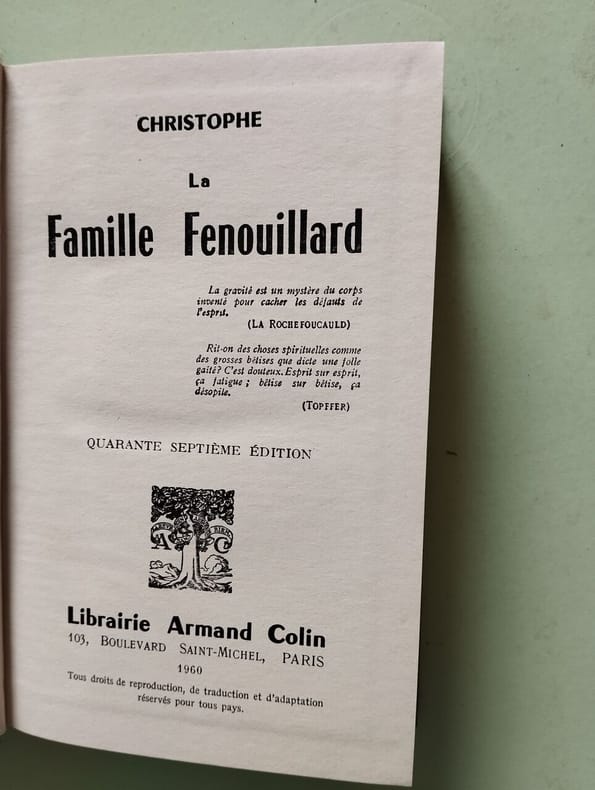 CHRISTOPHE
La
Famille Fenouillard
La gravité est un mystère du corps
inventé pour cacher les défauts de
l'esprit.
(LA ROCHEFOUCAULD)
Rit-on des choses spirituelles comme
des grosses bêtises que dicte une folle
gaîté? C'est douteux. Esprit sur esprit,
ça fatigue; bêtise sur bêtise, ça
désopile.
(TOPFFER)
QUARANTE SEPTIÈME ÉDITION
A C
Librairie Armand Colin
103, BOULEVARD SAINT-MICHEL, PARIS
1960
Tous droits de reproduction, de traduction et d'adaptation
réservés pour tous pays.